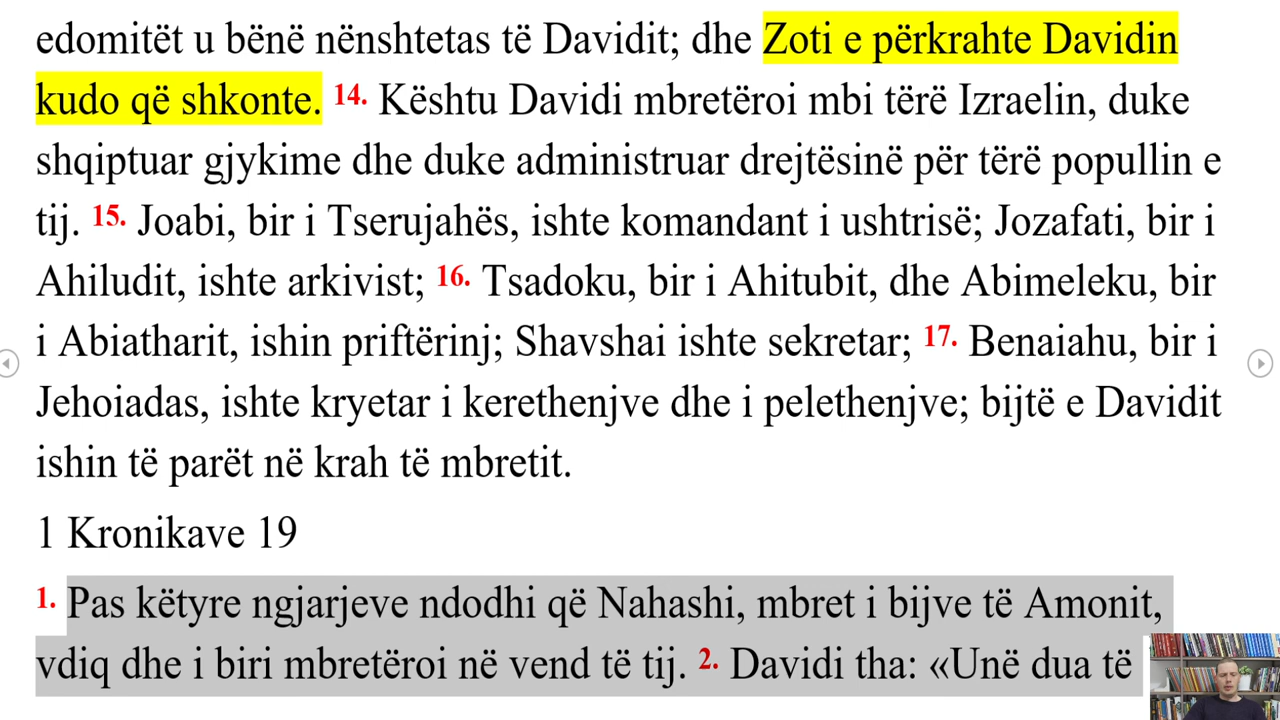 edomitët u bënë nënshtetas të Davidit; dhe Zoti e përkrahte Davidin
kudo që shkonte. 14. Kështu Davidi mbretëroi mbi tërë Izraelin, duke
shqiptuar gjykime dhe duke administruar drejtësinë për tërë popullin e
tij. 15. Joabi, bir i Tserujahës, ishte komandant i ushtrisë; Jozafati, bir i
Ahiludit, ishte arkivist; 16. Tsadoku, bir i Ahitubit, dhe Abimeleku, bir
i Abiatharit, ishin priftërinj; Shavshai ishte sekretar; 17. Benaiahu, bir i
Jehoiadas, ishte kryetar i kerethenjve dhe i pelethenjve; bijtë e Davidit
ishin të parët në krah të mbretit.
1 Kronikave 19
1. Pas këtyre ngjarjeve ndodhi që Nahashi, mbret i bijve të Amonit,
vdiq dhe i biri mbretëroi në vend të tij. 2. Davidi tha: «Unë dua të